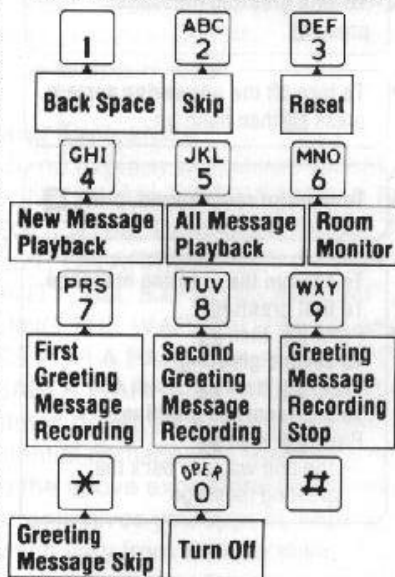 1
ABC
2
DEF
3
Back Space
Skip
Reset
GHI
4
JKL
5
MNO
6
New Message
Playback
All Message
Playback
Room
Monitor
PRS
7
TUV
8
WXY
9
First
Greeting
Message
Recording
Second
Greeting
Message
Recording
Greeting
Message
Recording
Stop
*
OPER
0
#
Greeting
Message Skip
Turn Off